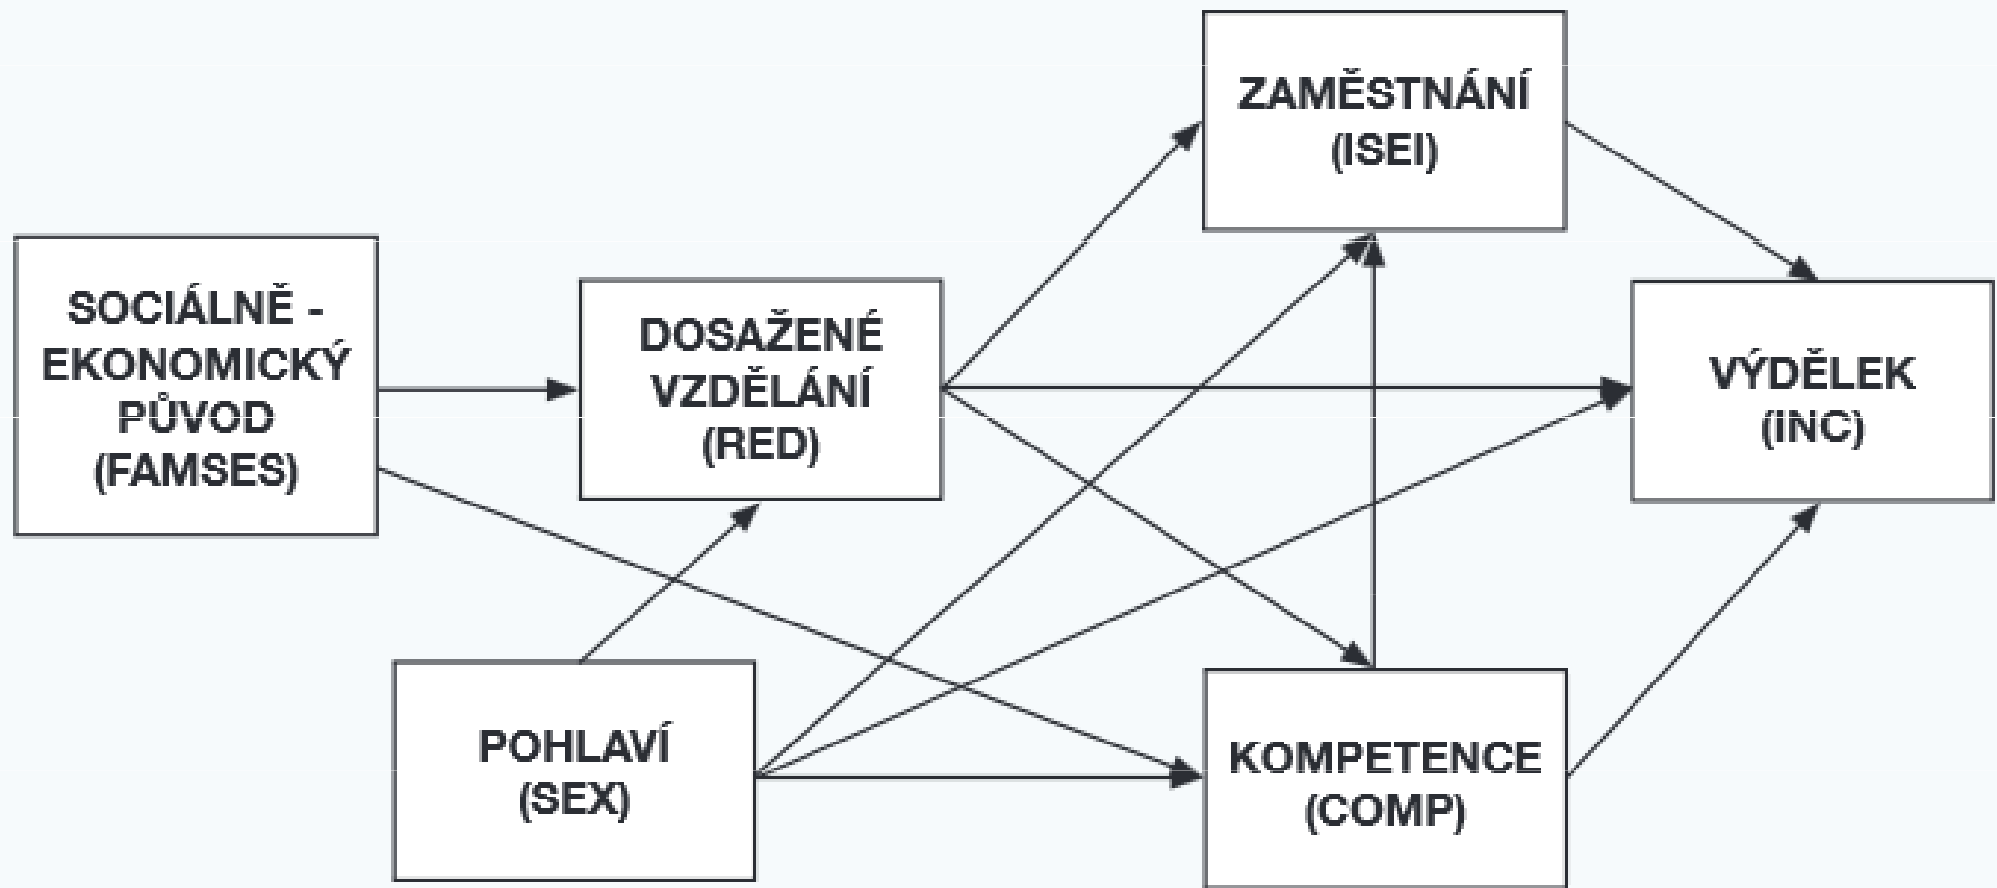 SOCIÁLNĚ -
EKONOMICKÝ
PŮVOD
(FAMSES)
DOSAŽENÉ
VZDĚLÁNÍ
(RED)
ZAMĚSTNÁNÍ
(ISEI)
VÝDĚLEK
(INC)
POHLAVÍ
(SEX)
KOMPETENCE
(COMP)